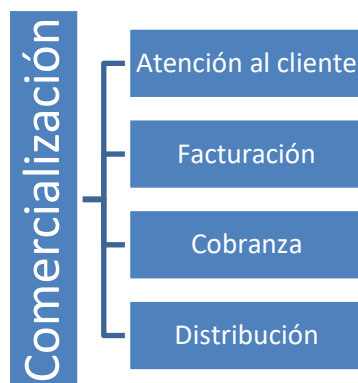 Comercialización
Atención al cliente
Facturación
Cobranza
Distribución